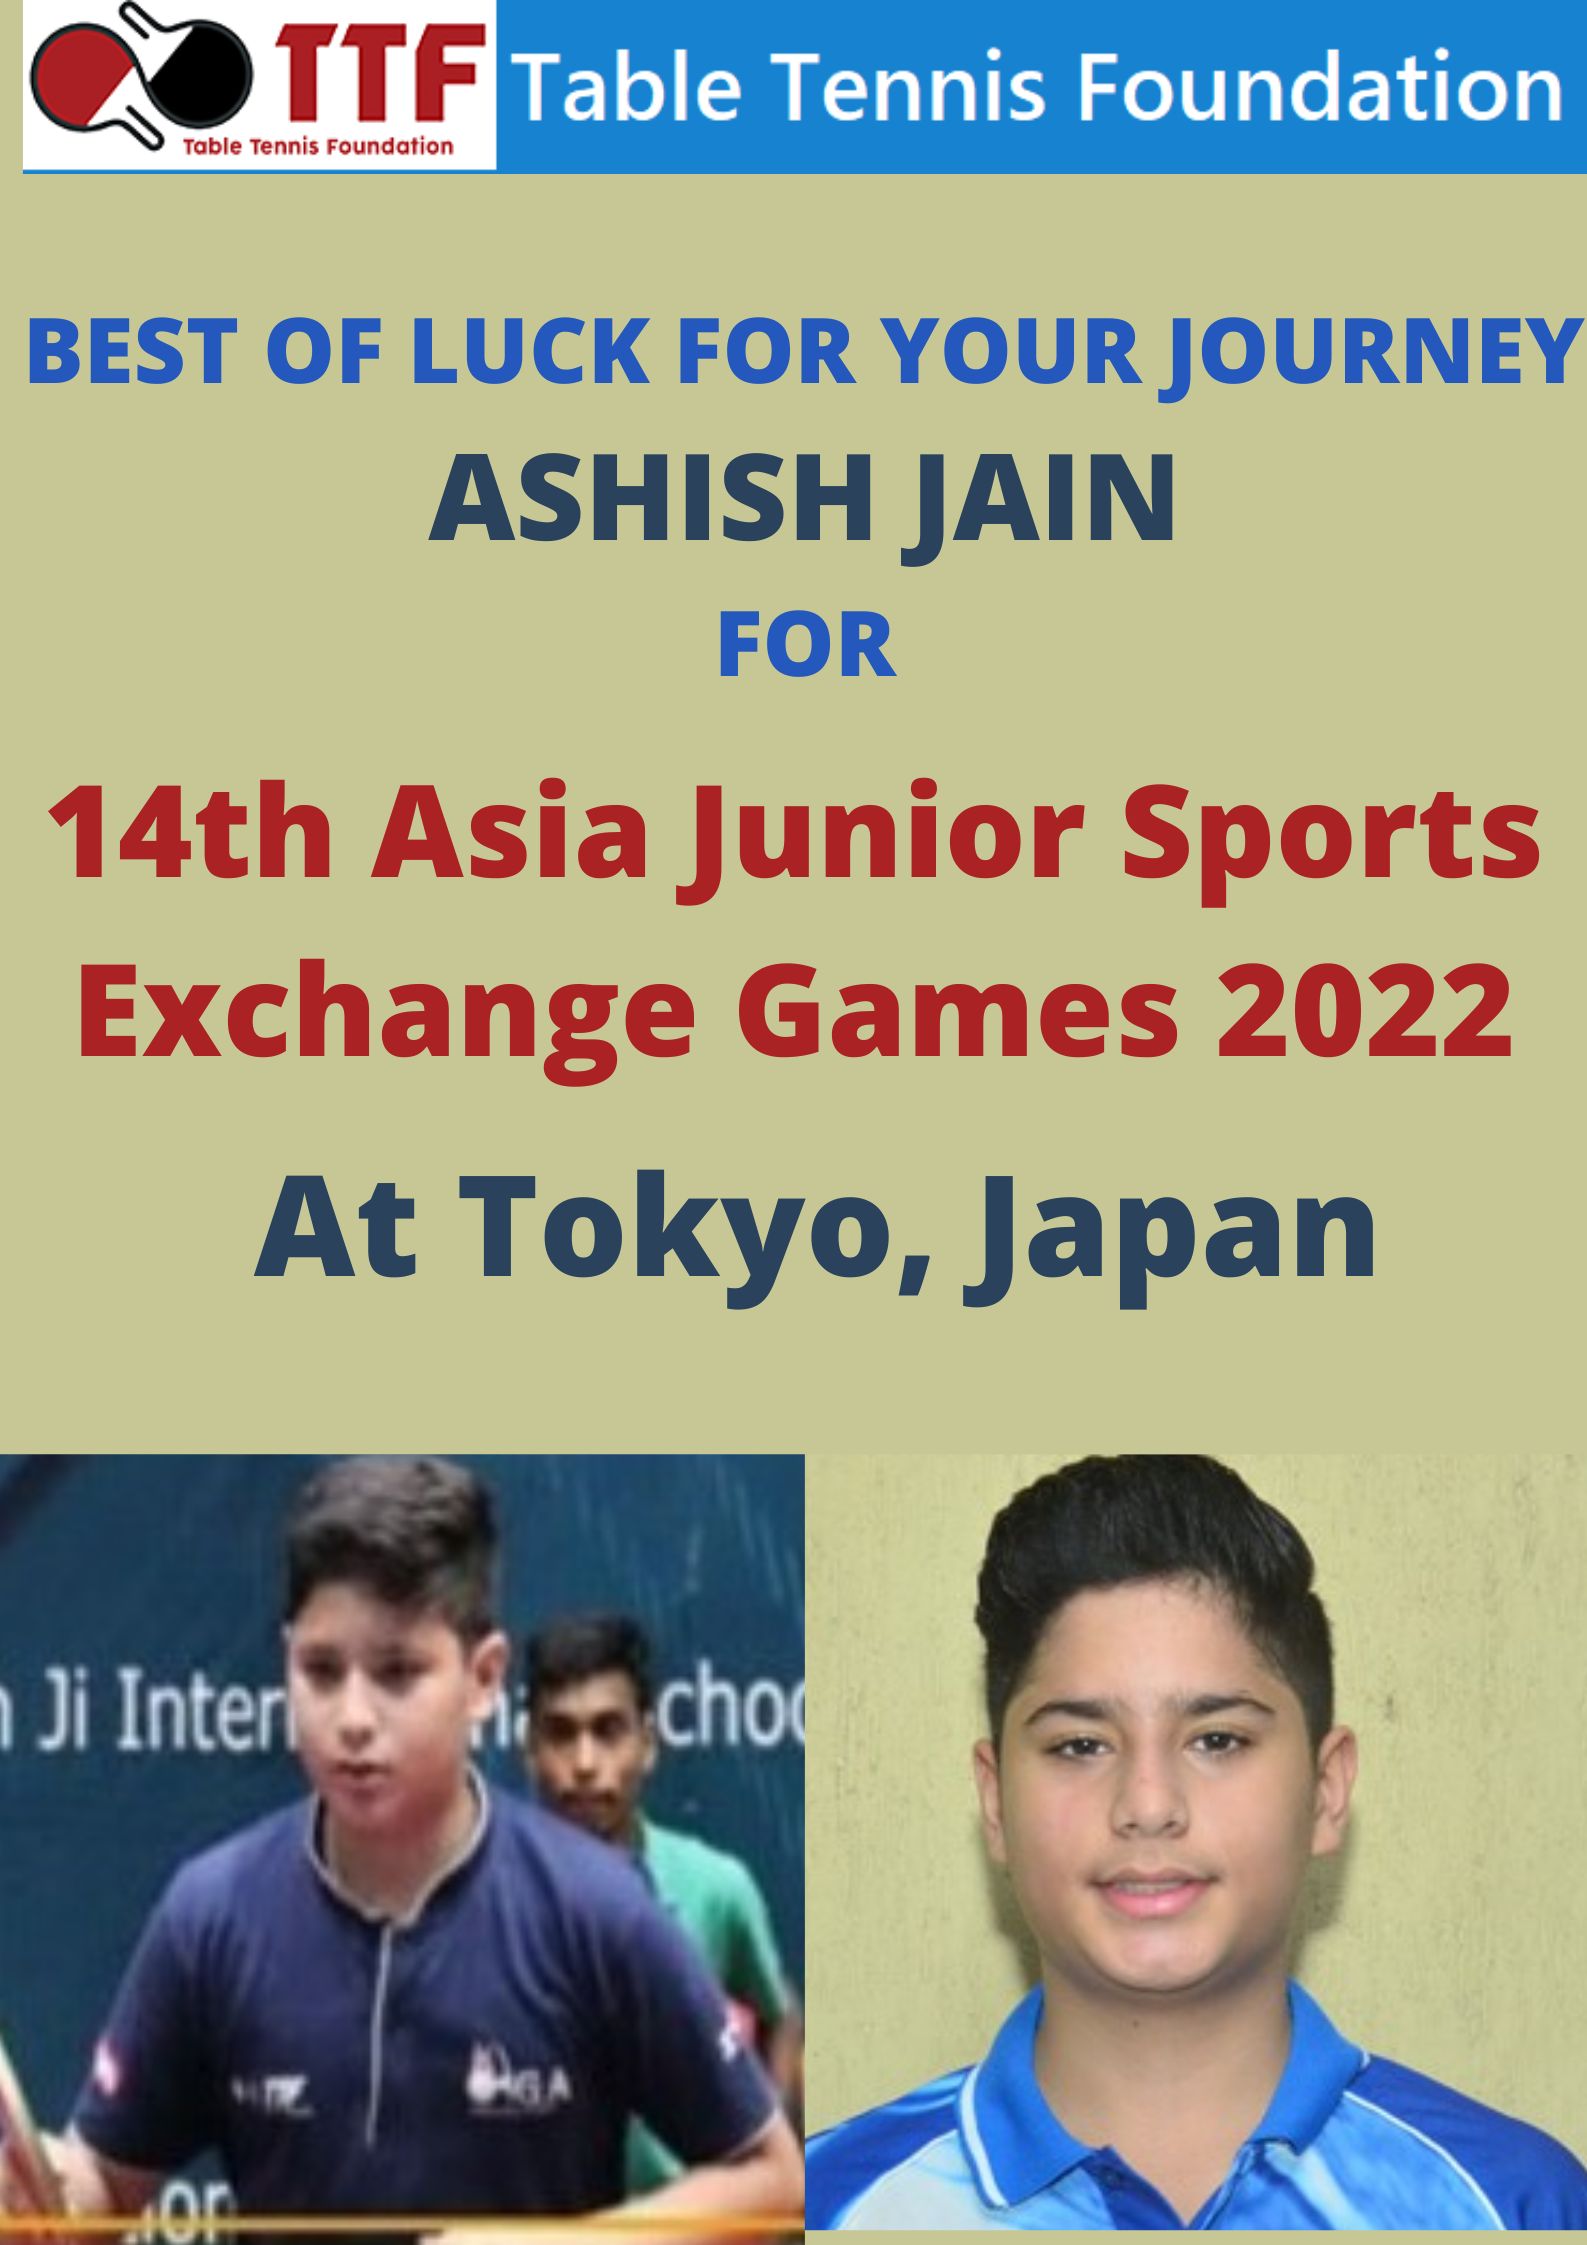 TTF
Table Tennis Foundation
Table Tennis Foundation
BEST OF LUCK FOR YOUR JOURNEY
ASHISH JAIN
FOR
14th Asia Junior Sports
Exchange Games 2022
At Tokyo, Japan
Ji